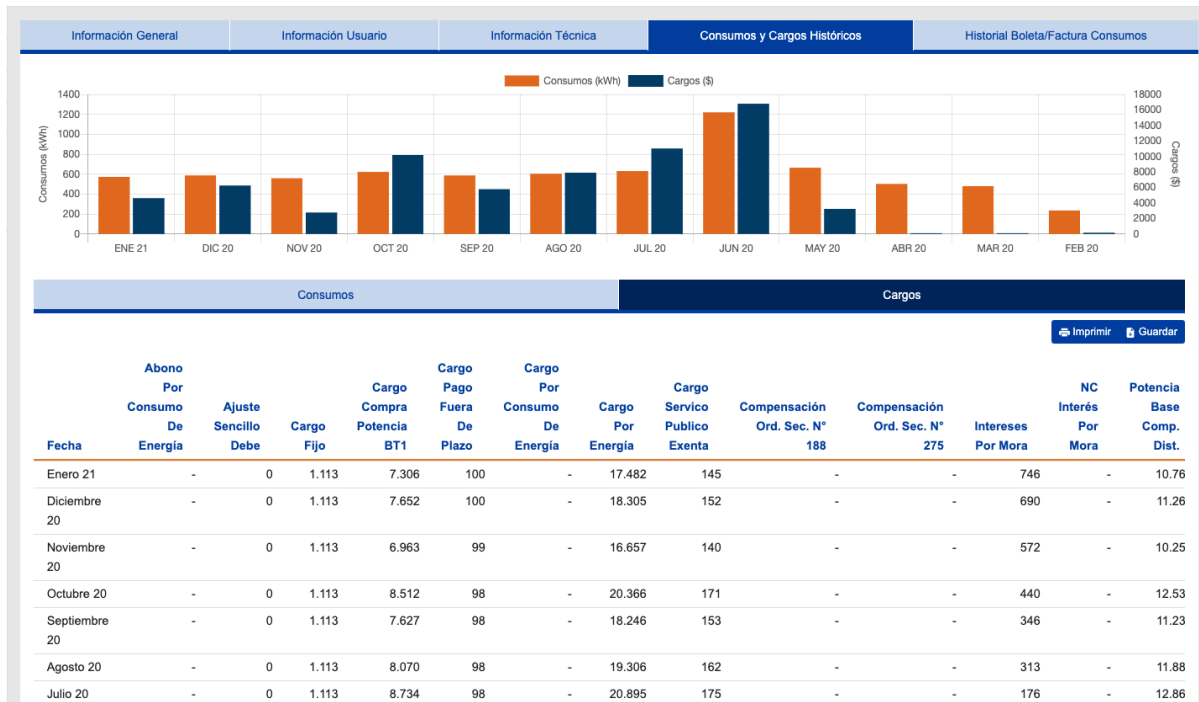 Información General Información Usuario Información Técnica Consumos y Cargos Históricos Historial Boleta/Factura Consumos
Consumos (kWh) Cargos ($)
1400 18000
1200 16000
1000 14000
800 12000
600 10000
400 8000
200 6000
0 4000
2000
0
Consumos (kWh)
Cargos ($)
ENE 21 DIC 20 NOV 20 OCT 20 SEP 20 AGO 20 JUL 20 JUN 20 MAY 20 ABR 20 MAR 20 FEB 20
Consumos Cargos
Imprimir Guardar
Fecha
Abono Por Consumo De Energía
Ajuste Sencillo Debe
Cargo Fijo
Cargo Compra Potencia BT1
Cargo Pago Fuera De Plazo
Cargo Por Consumo De Energía
Cargo Por Energía
Cargo Servico Publico Exenta
Compensación Ord. Sec. N° 188
Compensación Ord. Sec. N° 275
Intereses Por Mora
NC Interés Por Mora
Potencia Base Comp. Dist.
Enero 21 - 0 1.113 7.306 100 - 17.482 145 - - 746 - 10.76
Diciembre 20 - 0 1.113 7.652 100 - 18.305 152 - - 690 - 11.26
Noviembre 20 - 0 1.113 6.963 99 - 16.657 140 - - 572 - 10.25
Octubre 20 - 0 1.113 8.512 98 - 20.366 171 - - 440 - 12.53
Septiembre 20 - 0 1.113 7.627 98 - 18.246 153 - - 346 - 11.23
Agosto 20 - 0 1.113 8.070 98 - 19.306 162 - - 313 - 11.88
Julio 20 - 0 1.113 8.734 98 - 20.895 175 - - 176 - 12.86